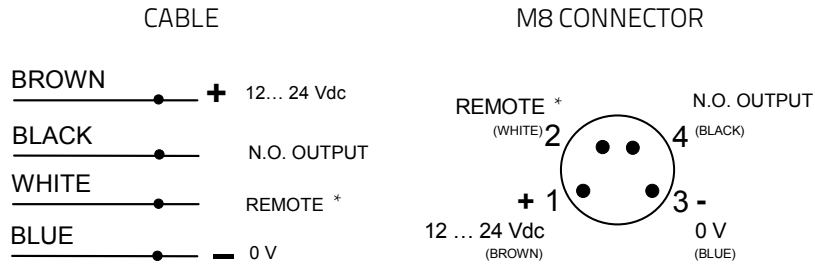 CABLE
BROWN
+ 12... 24 Vdc
BLACK
N.O. OUTPUT
WHITE
REMOTE *
BLUE
- 0 V
M8 CONNECTOR
REMOTE *
(WHITE) 2
N.O. OUTPUT
4 (BLACK)
+ 1
3 -
12 ... 24 Vdc
(BROWN)
0 V
(BLUE)